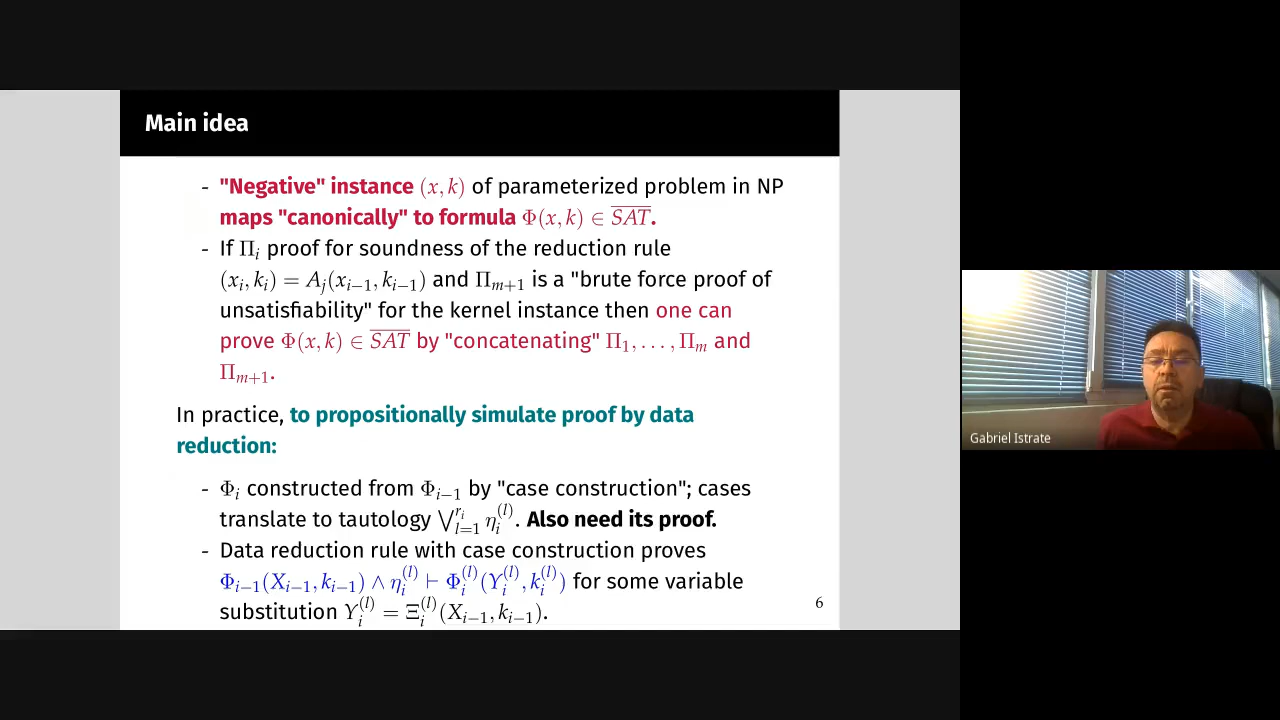 Main idea
- "Negative" instance (x, k) of parameterized problem in NP
maps "canonically" to formula Φ(x, k) ∈ \overline{SAT}.
- If Π_i proof for soundness of the reduction rule
(x_i, k_i) = A_j(x_{i−1}, k_{i−1}) and Π_{m+1} is a "brute force proof of
unsatisfiability" for the kernel instance then one can
prove Φ(x, k) ∈ \overline{SAT} by "concatenating" Π_1, . . . , Π_m and
Π_{m+1}.
In practice, to propositionally simulate proof by data
reduction:
- Φ_i constructed from Φ_{i−1} by "case construction"; cases
translate to tautology ⋁_{l=1}^{r_i} η_i^{(l)}. Also need its proof.
- Data reduction rule with case construction proves
Φ_{i−1}(X_{i−1}, k_{i−1}) ∧ η_i^{(l)} ⊢ Φ_i^{(l)}(Y_i^{(l)}, k_i^{(l)}) for some variable
substitution Y_i^{(l)} = Ξ_i^{(l)}(X_{i−1}, k_{i−1}).
6
Gabriel Istrate